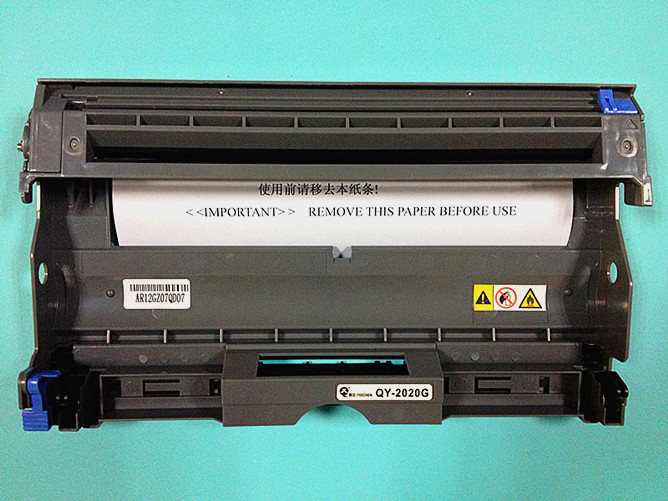 使用前请移去本纸条!
< <IMPORTANT> > REMOVE THIS PAPER BEFORE USE
AR12GZ07QD07
QY-2020G